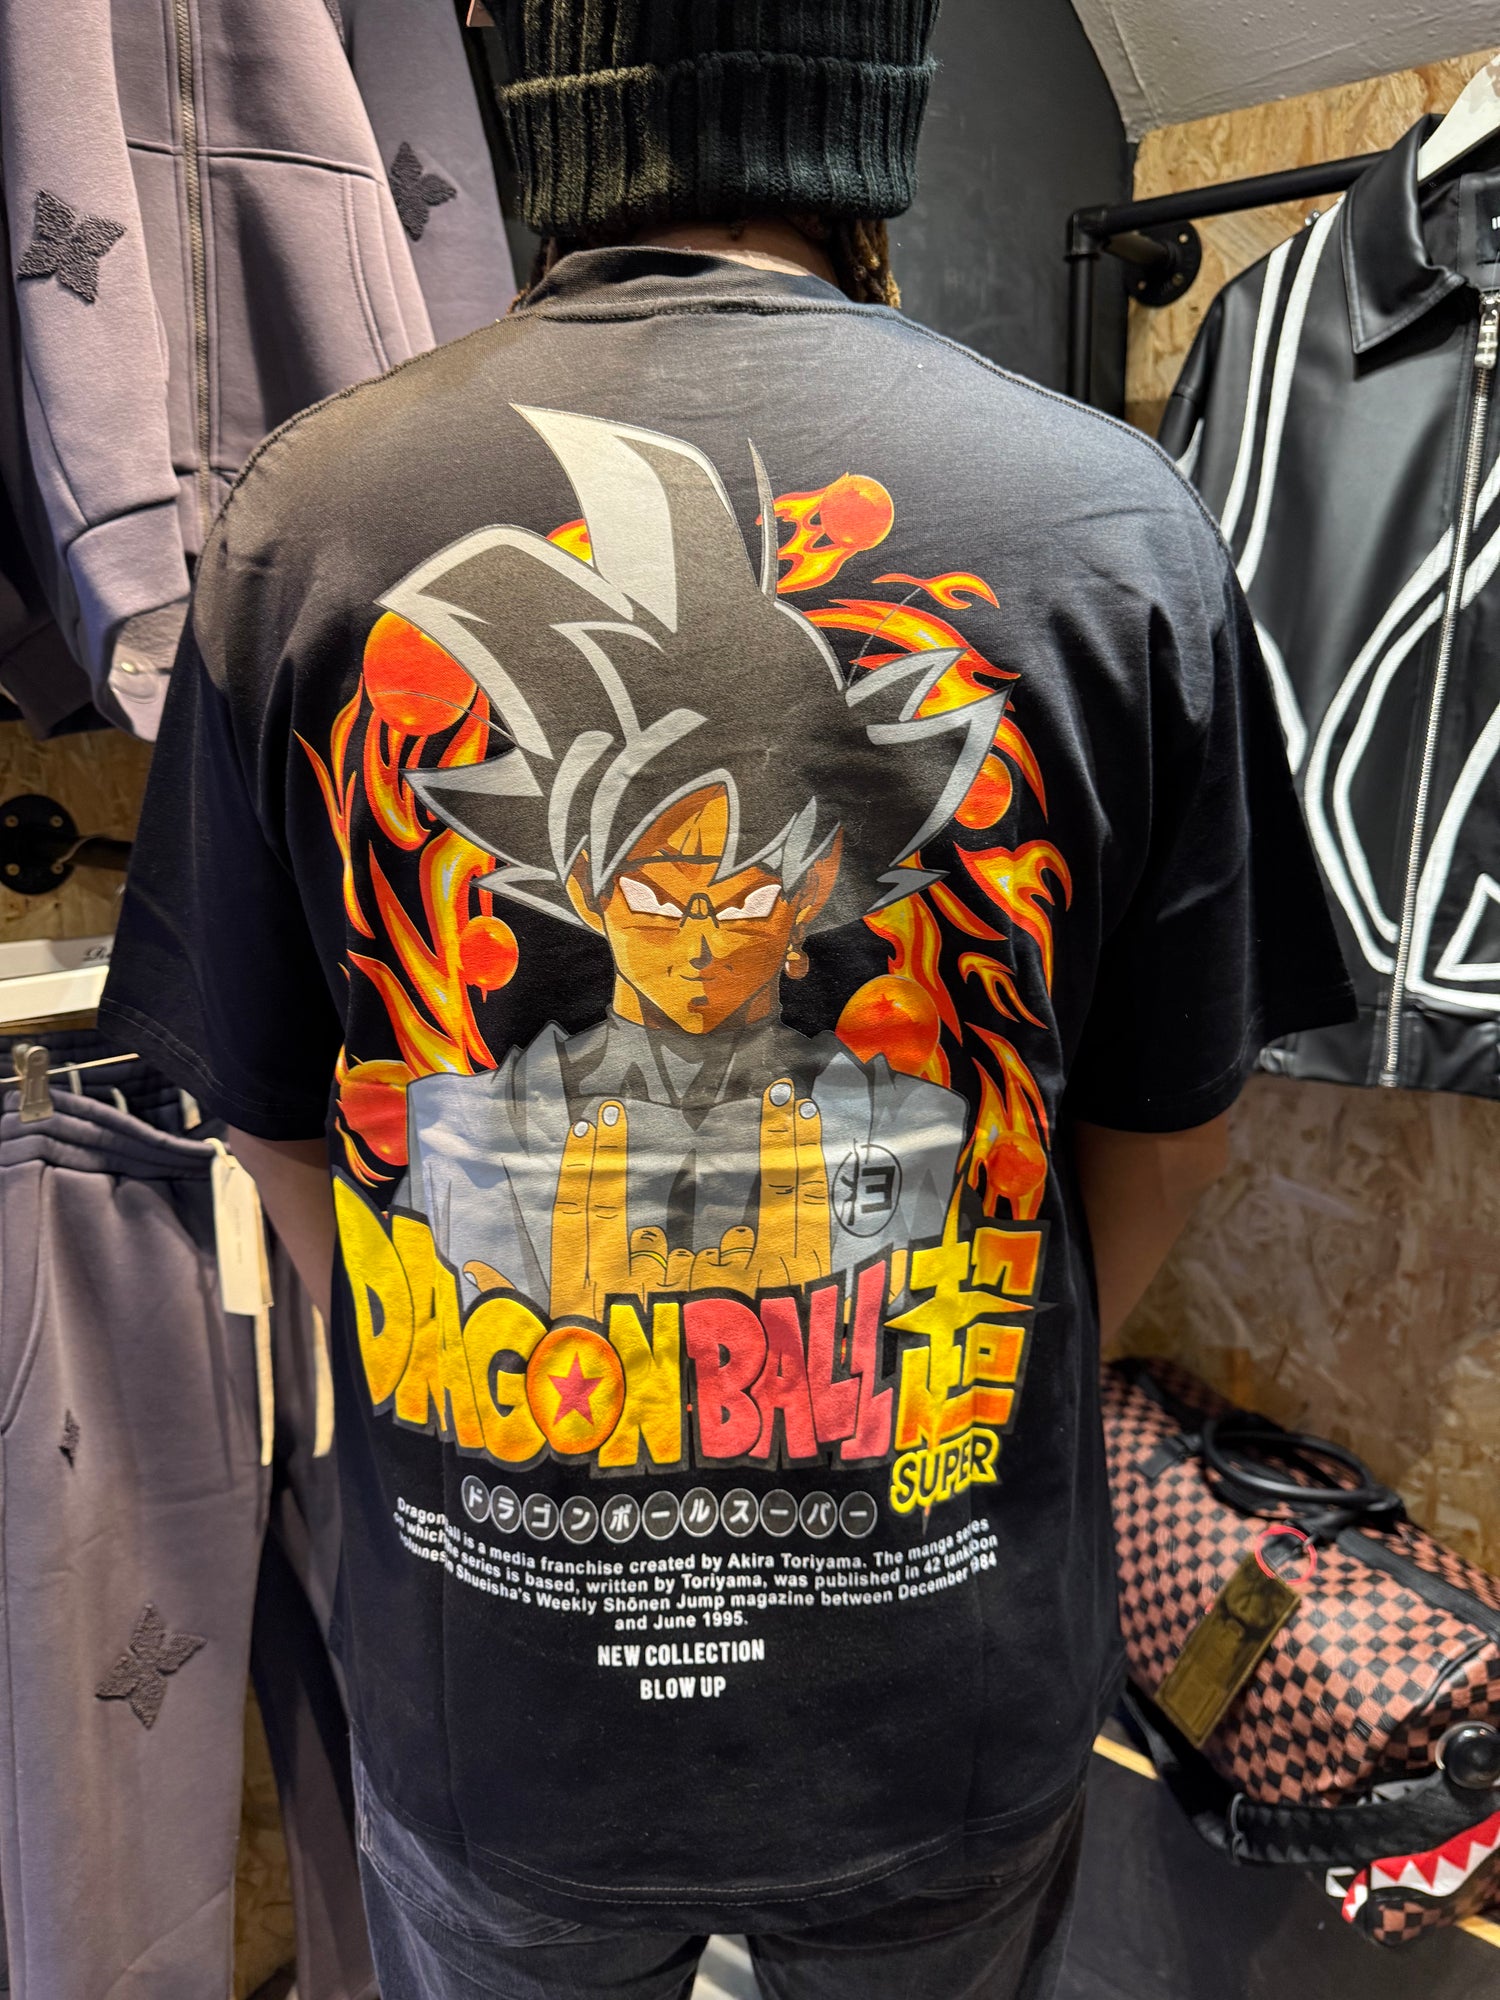 DRAGON BALL 超
SUPER
ドラゴンボールスーパー
Dragon Ball is a media franchise created by Akira Toriyama. The manga series
on which the series is based, written by Toriyama, was published in 42 tankōbon
Shueisha's Weekly Shōnen Jump magazine between December 1984
and June 1995.
NEW COLLECTION
BLOW UP